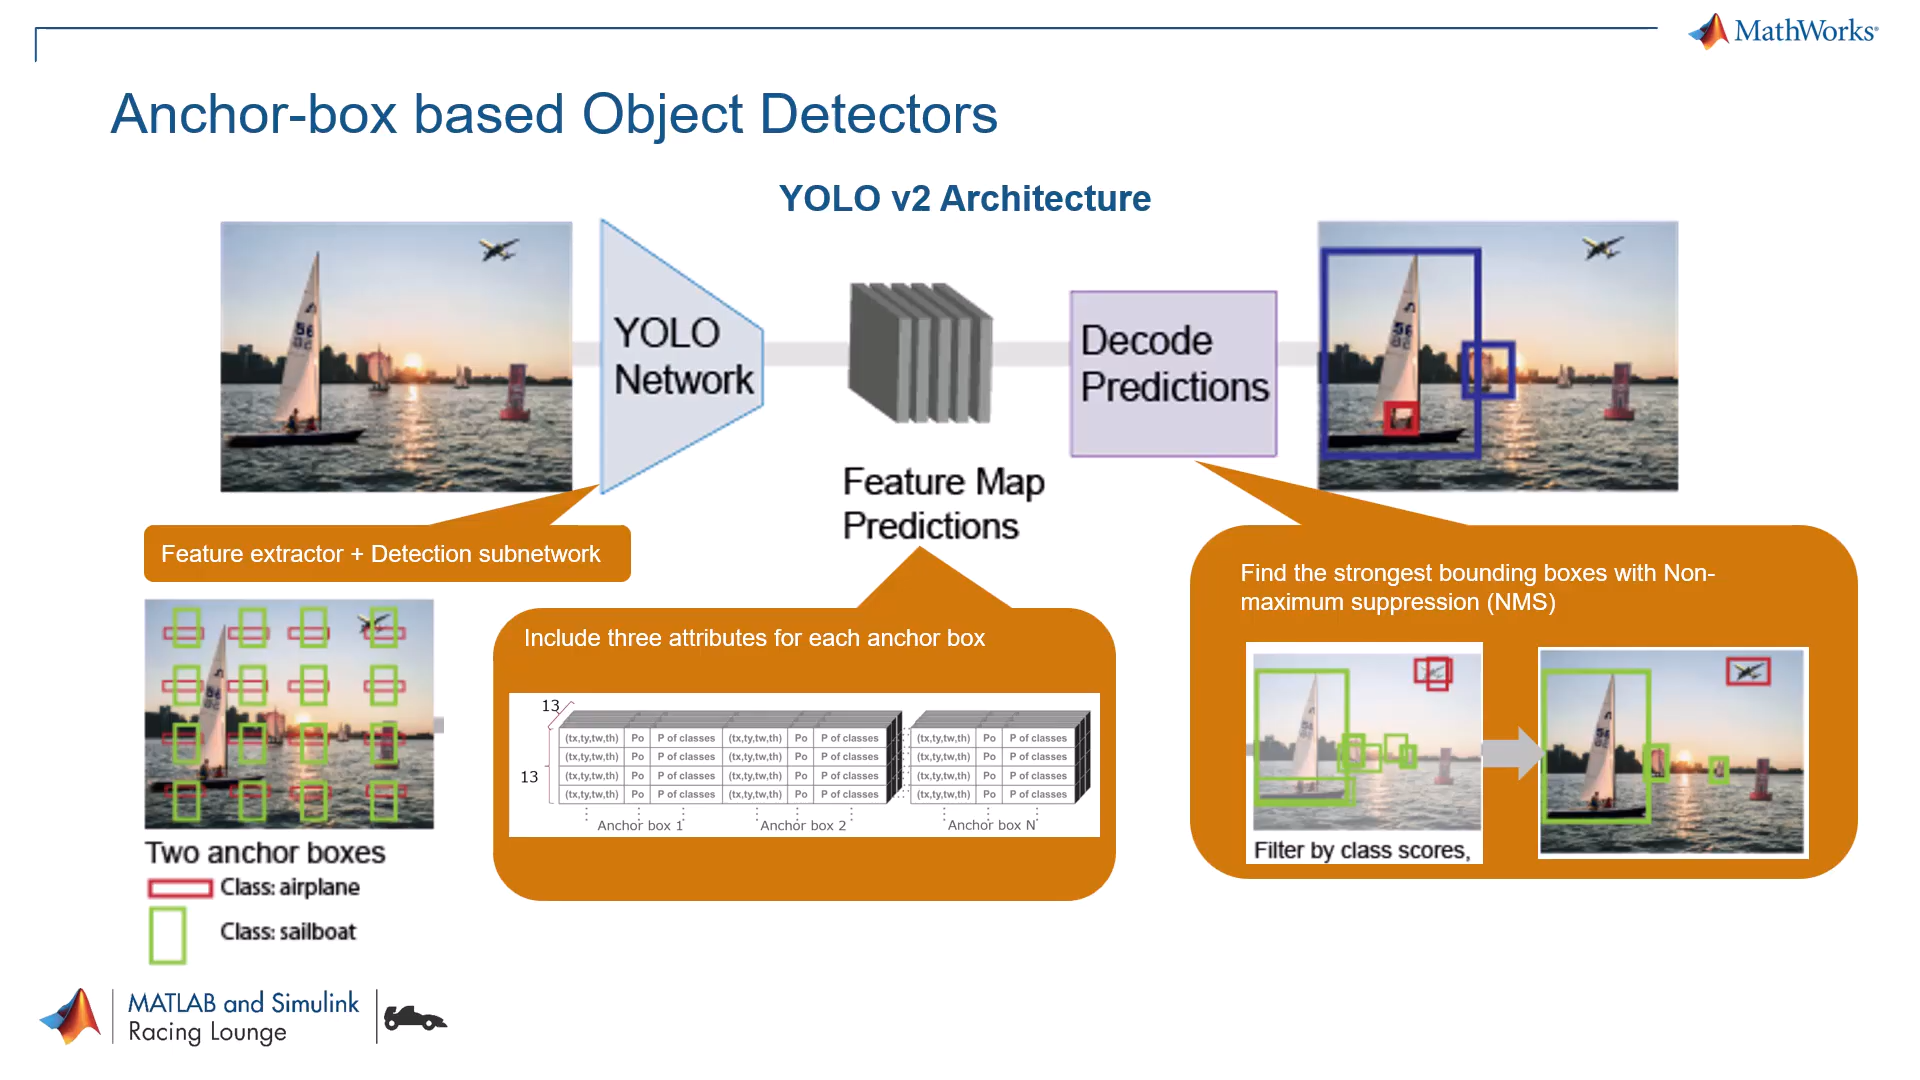 MathWorks®
Anchor-box based Object Detectors
YOLO v2 Architecture
YOLO
Network
Feature Map
Predictions
Decode
Predictions
Feature extractor + Detection subnetwork
Two anchor boxes
Class: airplane
Class: sailboat
Include three attributes for each anchor box
13
13
(tx,ty,tw,th) Po P of classes (tx,ty,tw,th) Po P of classes (tx,ty,tw,th) Po P of classes
(tx,ty,tw,th) Po P of classes (tx,ty,tw,th) Po P of classes (tx,ty,tw,th) Po P of classes
(tx,ty,tw,th) Po P of classes (tx,ty,tw,th) Po P of classes (tx,ty,tw,th) Po P of classes
(tx,ty,tw,th) Po P of classes (tx,ty,tw,th) Po P of classes (tx,ty,tw,th) Po P of classes
Anchor box 1 Anchor box 2 Anchor box N
Find the strongest bounding boxes with Non-
maximum suppression (NMS)
Filter by class scores,
MATLAB and Simulink
Racing Lounge